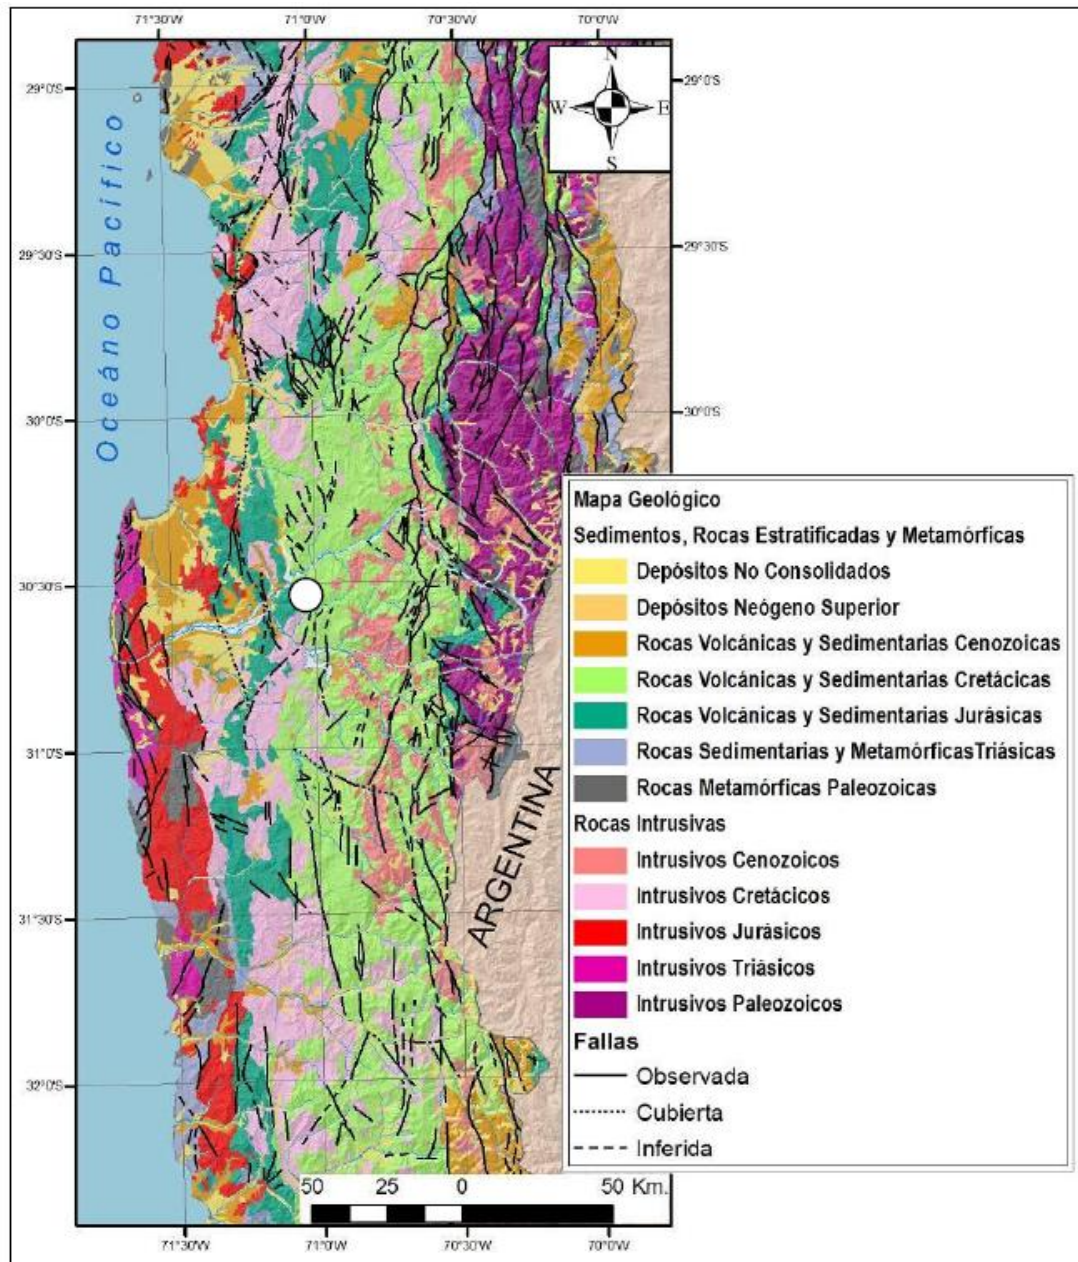 71°30'W 71°0'W 70°30'W 70°0'W
N
W E
S
29°0'S 29°0'S
29°30'S 29°30'S
30°0'S 30°0'S
30°30'S
31°0'S
31°30'S
32°0'S
Oceáno Pacífico
ARGENTINA
Mapa Geológico
Sedimentos, Rocas Estratificadas y Metamórficas
Depósitos No Consolidados
Depósitos Neógeno Superior
Rocas Volcánicas y Sedimentarias Cenozoicas
Rocas Volcánicas y Sedimentarias Cretácicas
Rocas Volcánicas y Sedimentarias Jurásicas
Rocas Sedimentarias y MetamórficasTriásicas
Rocas Metamórficas Paleozoicas
Rocas Intrusivas
Intrusivos Cenozoicos
Intrusivos Cretácicos
Intrusivos Jurásicos
Intrusivos Triásicos
Intrusivos Paleozoicos
Fallas
Observada
Cubierta
Inferida
50 25 0 50 Km.
71°30'W 71°0'W 70°30'W 70°0'W